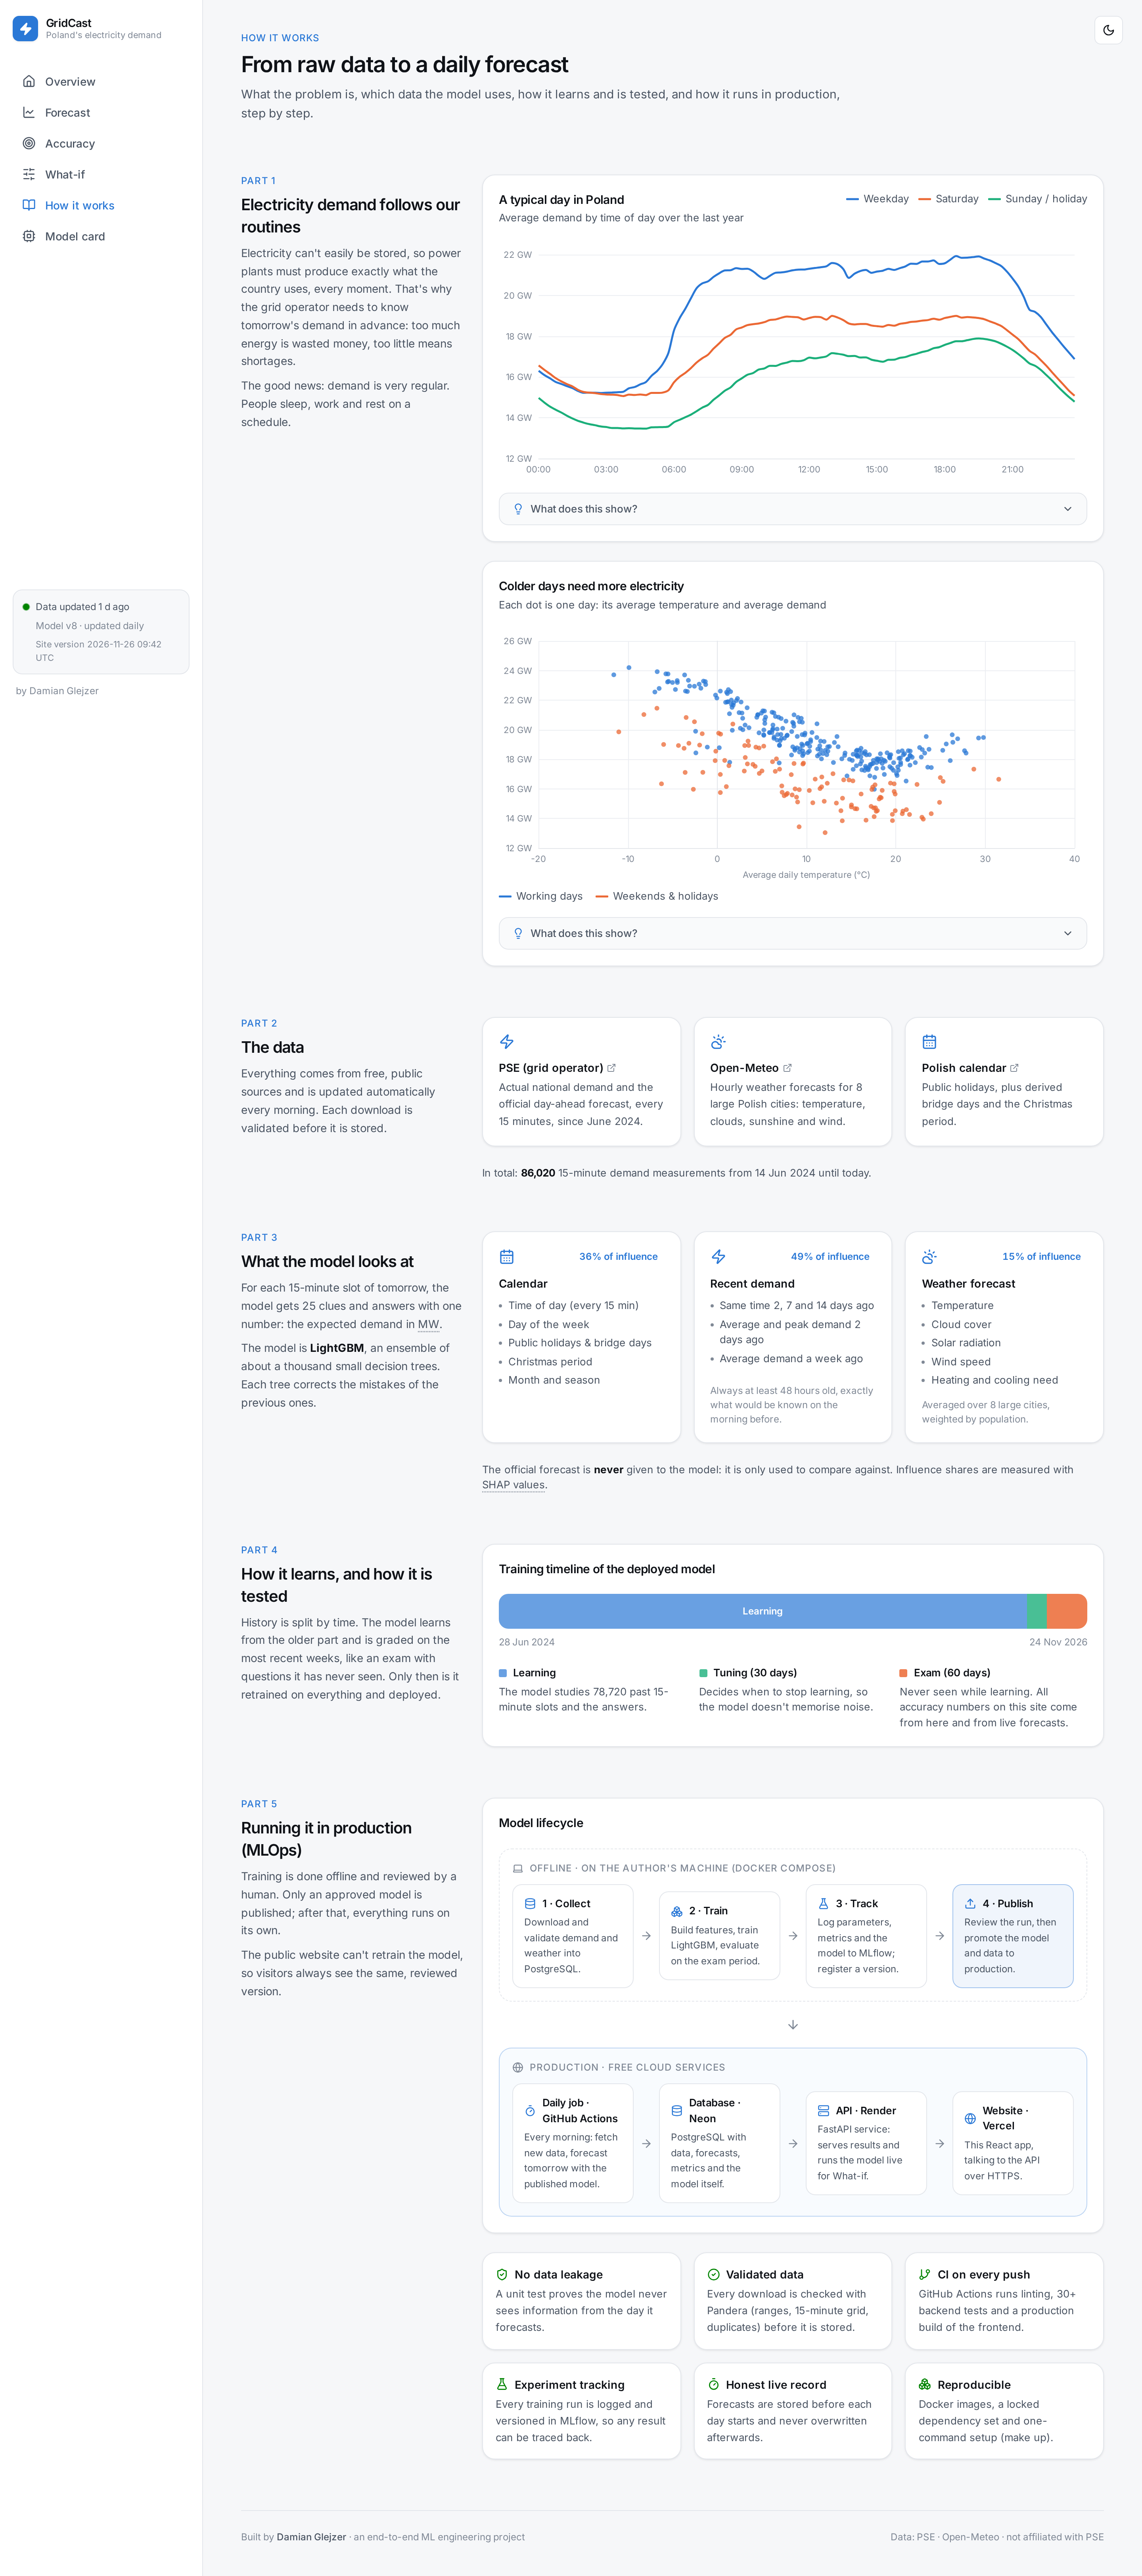 GridCast
Poland's electricity demand
Overview
Forecast
Accuracy
What-if
How it works
Model card
Data updated 1 d ago
Model v8 · updated daily
Site version 2026-11-26 09:42
UTC
by Damian Glejzer
HOW IT WORKS
From raw data to a daily forecast
What the problem is, which data the model uses, how it learns and is tested, and how it runs in production,
step by step.
PART 1
Electricity demand follows our
routines
Electricity can't easily be stored, so power
plants must produce exactly what the
country uses, every moment. That's why
the grid operator needs to know
tomorrow's demand in advance: too much
energy is wasted money, too little means
shortages.
The good news: demand is very regular.
People sleep, work and rest on a
schedule.
A typical day in Poland
Weekday
Saturday
Sunday / holiday
Average demand by time of day over the last year
22 GW
20 GW
18 GW
16 GW
14 GW
12 GW
00:00
03:00
06:00
09:00
12:00
15:00
18:00
21:00
What does this show?
Colder days need more electricity
Each dot is one day: its average temperature and average demand
26 GW
24 GW
22 GW
20 GW
18 GW
16 GW
14 GW
12 GW
-20
-10
0
10
20
30
40
Average daily temperature (°C)
Working days
Weekends & holidays
What does this show?
PART 2
The data
Everything comes from free, public
sources and is updated automatically
every morning. Each download is
validated before it is stored.
PSE (grid operator)
Actual national demand and the
official day-ahead forecast, every
15 minutes, since June 2024.
Open-Meteo
Hourly weather forecasts for 8
large Polish cities: temperature,
clouds, sunshine and wind.
Polish calendar
Public holidays, plus derived
bridge days and the Christmas
period.
In total: 86,020 15-minute demand measurements from 14 Jun 2024 until today.
PART 3
What the model looks at
For each 15-minute slot of tomorrow, the
model gets 25 clues and answers with one
number: the expected demand in MW.
The model is LightGBM, an ensemble of
about a thousand small decision trees.
Each tree corrects the mistakes of the
previous ones.
36% of influence
Calendar
Time of day (every 15 min)
Day of the week
Public holidays & bridge days
Christmas period
Month and season
49% of influence
Recent demand
Same time 2, 7 and 14 days ago
Average and peak demand 2
days ago
Average demand a week ago
Always at least 48 hours old, exactly
what would be known on the
morning before.
15% of influence
Weather forecast
Temperature
Cloud cover
Solar radiation
Wind speed
Heating and cooling need
Averaged over 8 large cities,
weighted by population.
The official forecast is never given to the model: it is only used to compare against. Influence shares are measured with
SHAP values.
PART 4
How it learns, and how it is
tested
History is split by time. The model learns
from the older part and is graded on the
most recent weeks, like an exam with
questions it has never seen. Only then is it
retrained on everything and deployed.
Training timeline of the deployed model
Learning
28 Jun 2024
24 Nov 2026
Learning
The model studies 78,720 past 15-
minute slots and the answers.
Tuning (30 days)
Decides when to stop learning, so
the model doesn't memorise noise.
Exam (60 days)
Never seen while learning. All
accuracy numbers on this site come
from here and from live forecasts.
PART 5
Running it in production
(MLOps)
Training is done offline and reviewed by a
human. Only an approved model is
published; after that, everything runs on
its own.
The public website can't retrain the model,
so visitors always see the same, reviewed
version.
Model lifecycle
OFFLINE · ON THE AUTHOR'S MACHINE (DOCKER COMPOSE)
1 · Collect
Download and
validate demand and
weather into
PostgreSQL.
2 · Train
Build features, train
LightGBM, evaluate
on the exam period.
3 · Track
Log parameters,
metrics and the
model to MLflow;
register a version.
4 · Publish
Review the run, then
promote the model
and data to
production.
PRODUCTION · FREE CLOUD SERVICES
Daily job ·
GitHub Actions
Every morning: fetch
new data, forecast
tomorrow with the
published model.
Database ·
Neon
PostgreSQL with
data, forecasts,
metrics and the
model itself.
API · Render
FastAPI service:
serves results and
runs the model live
for What-if.
Website ·
Vercel
This React app,
talking to the API
over HTTPS.
No data leakage
A unit test proves the model never
sees information from the day it
forecasts.
Validated data
Every download is checked with
Pandera (ranges, 15-minute grid,
duplicates) before it is stored.
CI on every push
GitHub Actions runs linting, 30+
backend tests and a production
build of the frontend.
Experiment tracking
Every training run is logged and
versioned in MLflow, so any result
can be traced back.
Honest live record
Forecasts are stored before each
day starts and never overwritten
afterwards.
Reproducible
Docker images, a locked
dependency set and one-
command setup (make up).
Built by Damian Glejzer · an end-to-end ML engineering project
Data: PSE · Open-Meteo · not affiliated with PSE